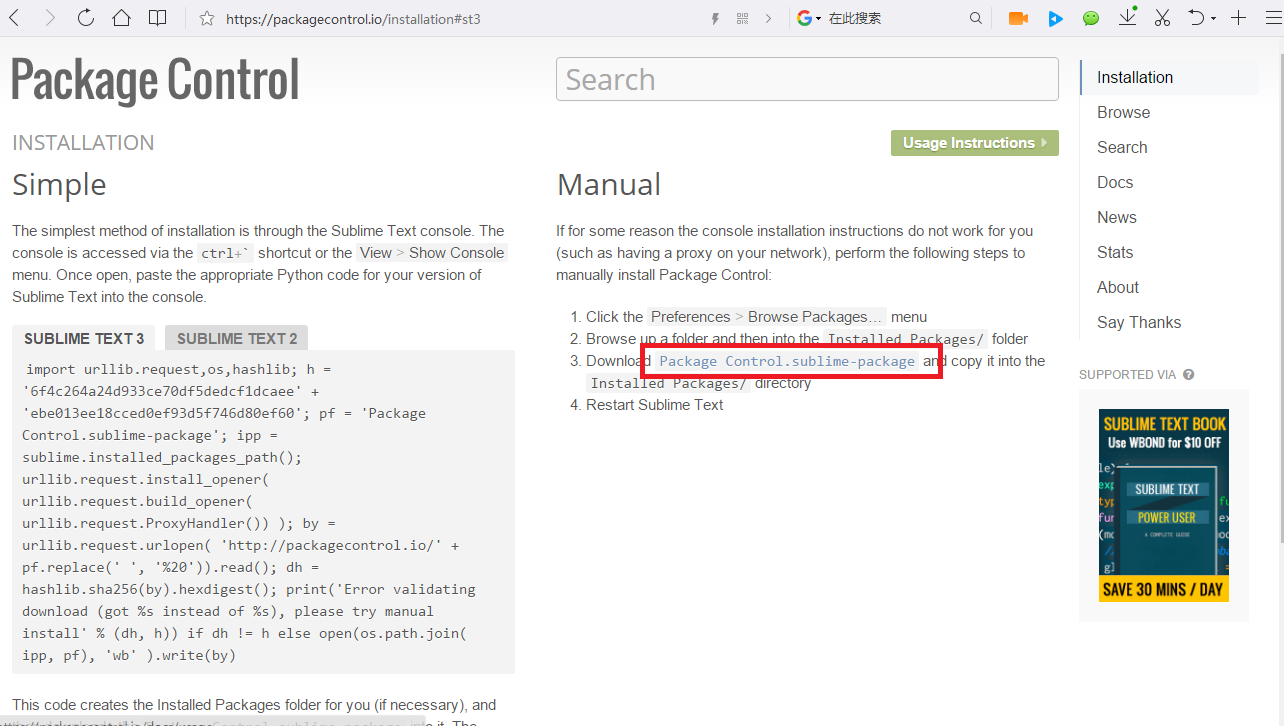 https://packagecontrol.io/installation#st3
在此搜索
Package Control
Search
INSTALLATION
Usage Instructions
Simple
The simplest method of installation is through the Sublime Text console. The
console is accessed via the ctrl+` shortcut or the View > Show Console
menu. Once open, paste the appropriate Python code for your version of
Sublime Text into the console.
SUBLIME TEXT 3
SUBLIME TEXT 2
import urllib.request,os,hashlib; h =
'6f4c264a24d933ce70df5dedcf1dcaee' +
'ebe013ee18cced0ef93d5f746d80ef60'; pf = 'Package
Control.sublime-package'; ipp =
sublime.installed_packages_path();
urllib.request.install_opener(
urllib.request.build_opener(
urllib.request.ProxyHandler()) ); by =
urllib.request.urlopen( 'http://packagecontrol.io/' +
pf.replace(' ', '%20')).read(); dh =
hashlib.sha256(by).hexdigest(); print('Error validating
download (got %s instead of %s), please try manual
install' % (dh, h)) if dh != h else open(os.path.join(
ipp, pf), 'wb' ).write(by)
This code creates the Installed Packages folder for you (if necessary), and
it. The
Manual
If for some reason the console installation instructions do not work for you
(such as having a proxy on your network), perform the following steps to
manually install Package Control:
1. Click the Preferences > Browse Packages… menu
2. Browse up a folder and then into the Installed Packages/ folder
3. Download Package Control.sublime-package and copy it into the
Installed Packages/ directory
4. Restart Sublime Text
Installation
Browse
Search
Docs
News
Stats
About
Say Thanks
SUPPORTED VIA ?
SUBLIME TEXT BOOK
Use WBOND for $10 OFF
SUBLIME TEXT
POWER USER
A COMPLETE GUIDE
SAVE 30 MINS / DAY